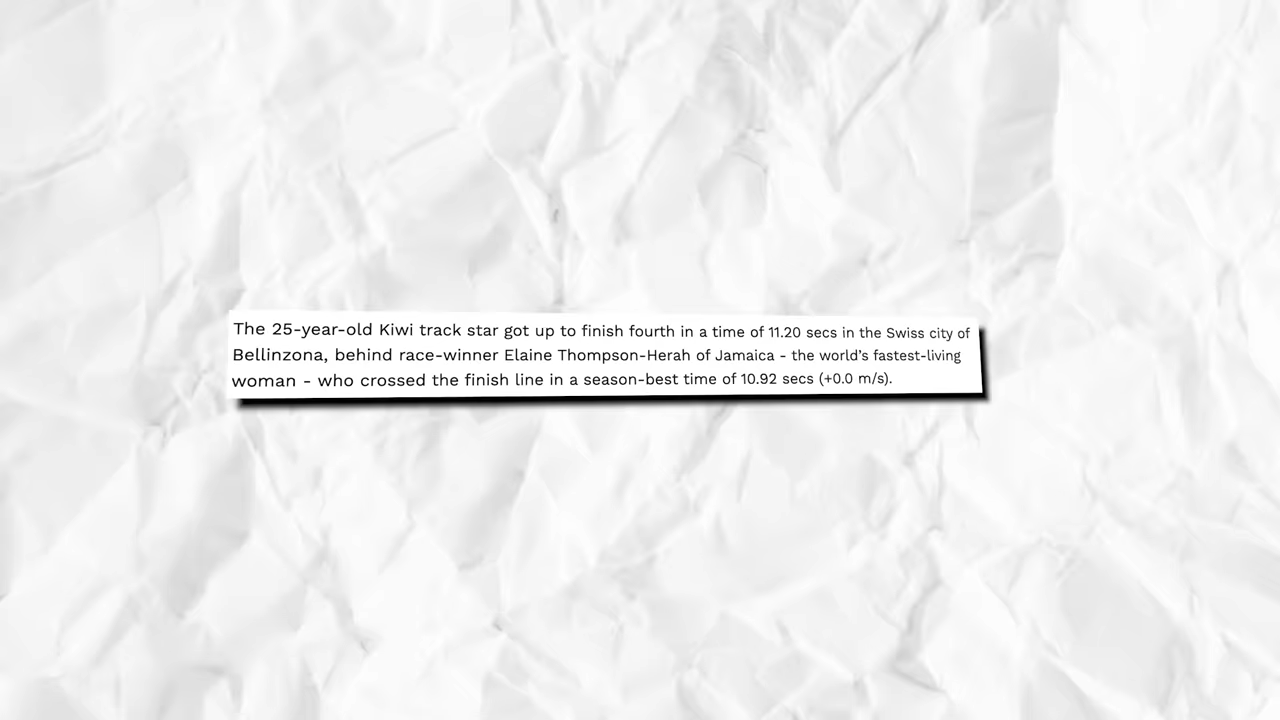 The 25-year-old Kiwi track star got up to finish fourth in a time of 11.20 secs in the Swiss city of
Bellinzona, behind race-winner Elaine Thompson-Herah of Jamaica - the world’s fastest-living
woman - who crossed the finish line in a season-best time of 10.92 secs (+0.0 m/s).